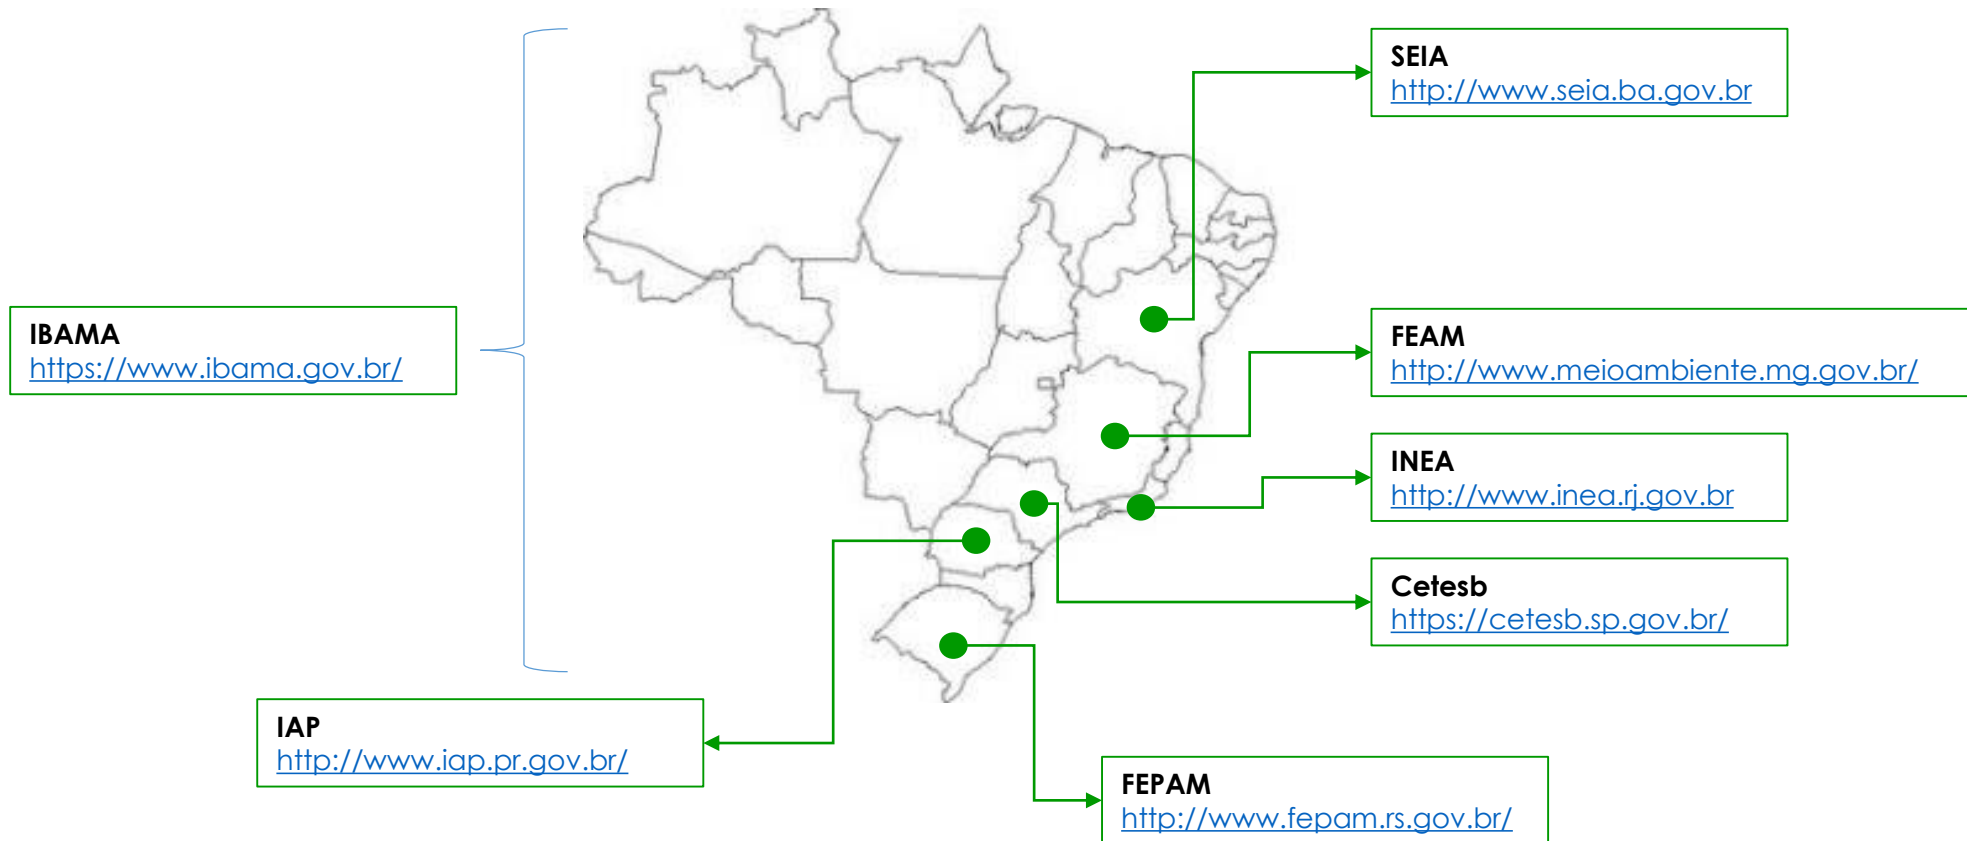 SEIA
http://www.seia.ba.gov.br
IBAMA
https://www.ibama.gov.br/
FEAM
http://www.meioambiente.mg.gov.br/
INEA
http://www.inea.rj.gov.br
Cetesb
https://cetesb.sp.gov.br/
IAP
http://www.iap.pr.gov.br/
FEPAM
http://www.fepam.rs.gov.br/